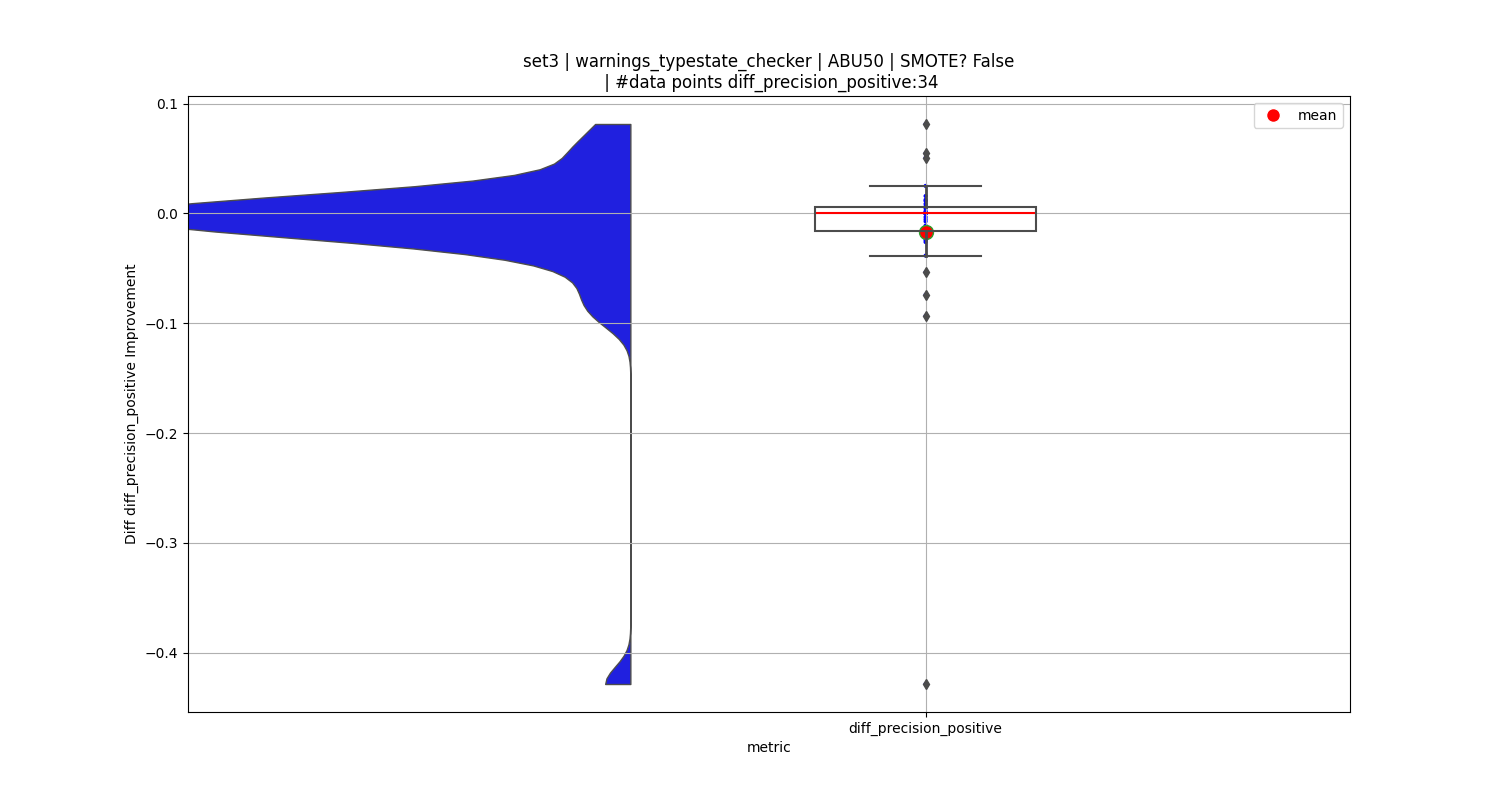 set3 | warnings_typestate_checker | ABU50 | SMOTE? False
| #data points diff_precision_positive:34
mean
0.1
0.0
−0.1
−0.2
−0.3
−0.4
Diff diff_precision_positive Improvement
diff_precision_positive
metric